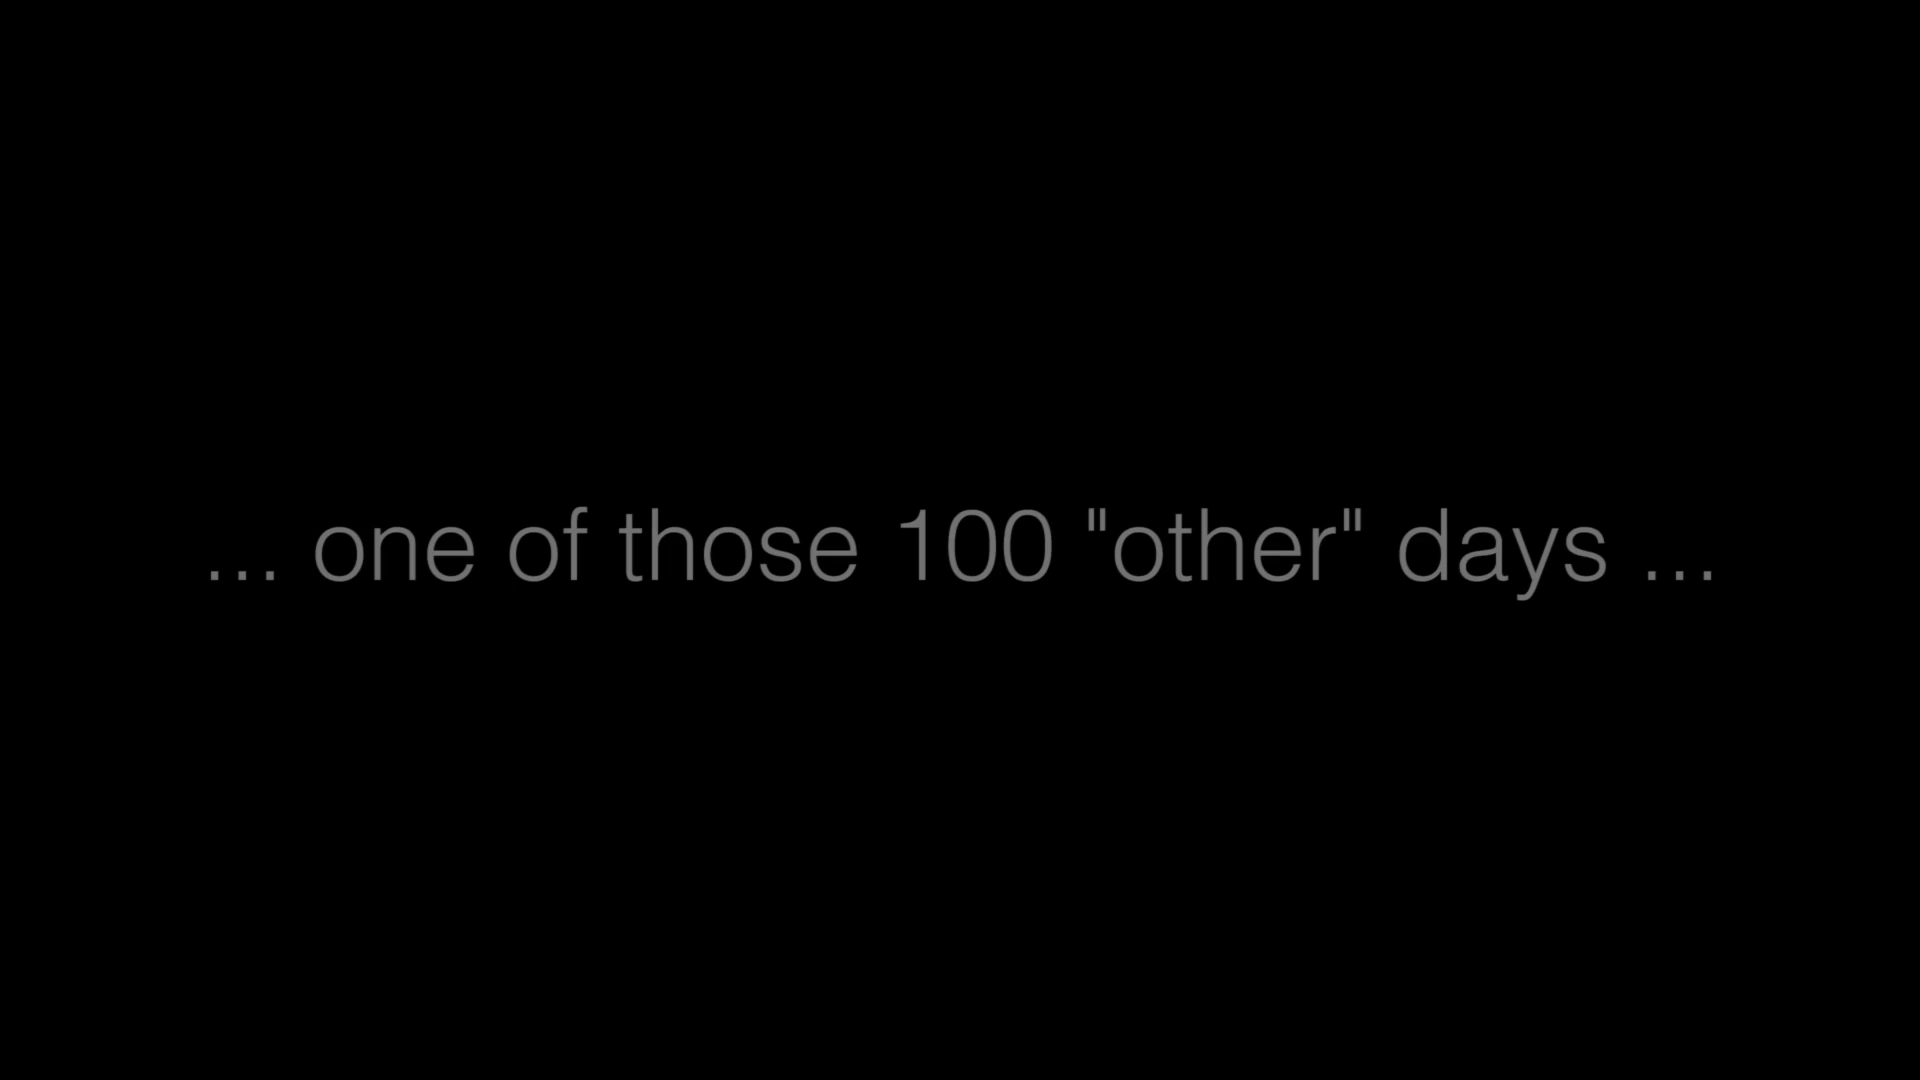 ... one of those 100 "other" days ...